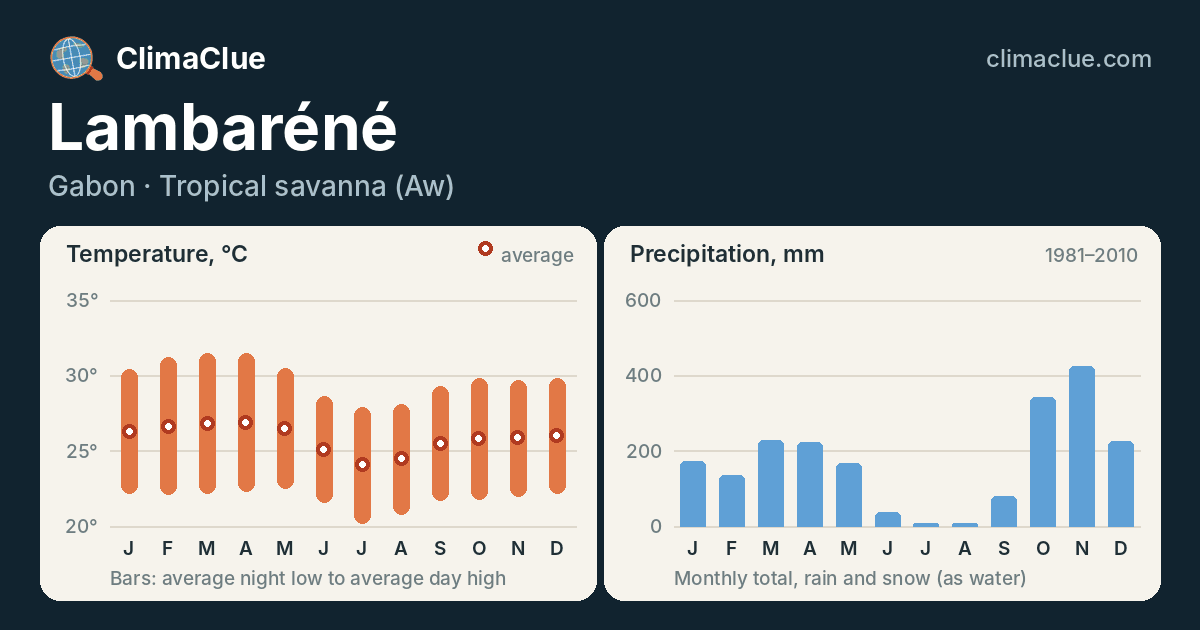 ClimaClue
climaclue.com
Lambaréné
Gabon · Tropical savanna (Aw)
Temperature, °C
average
35°
30°
25°
20°
J F M A M J J A S O N D
Bars: average night low to average day high
Precipitation, mm
1981–2010
600
400
200
0
J F M A M J J A S O N D
Monthly total, rain and snow (as water)